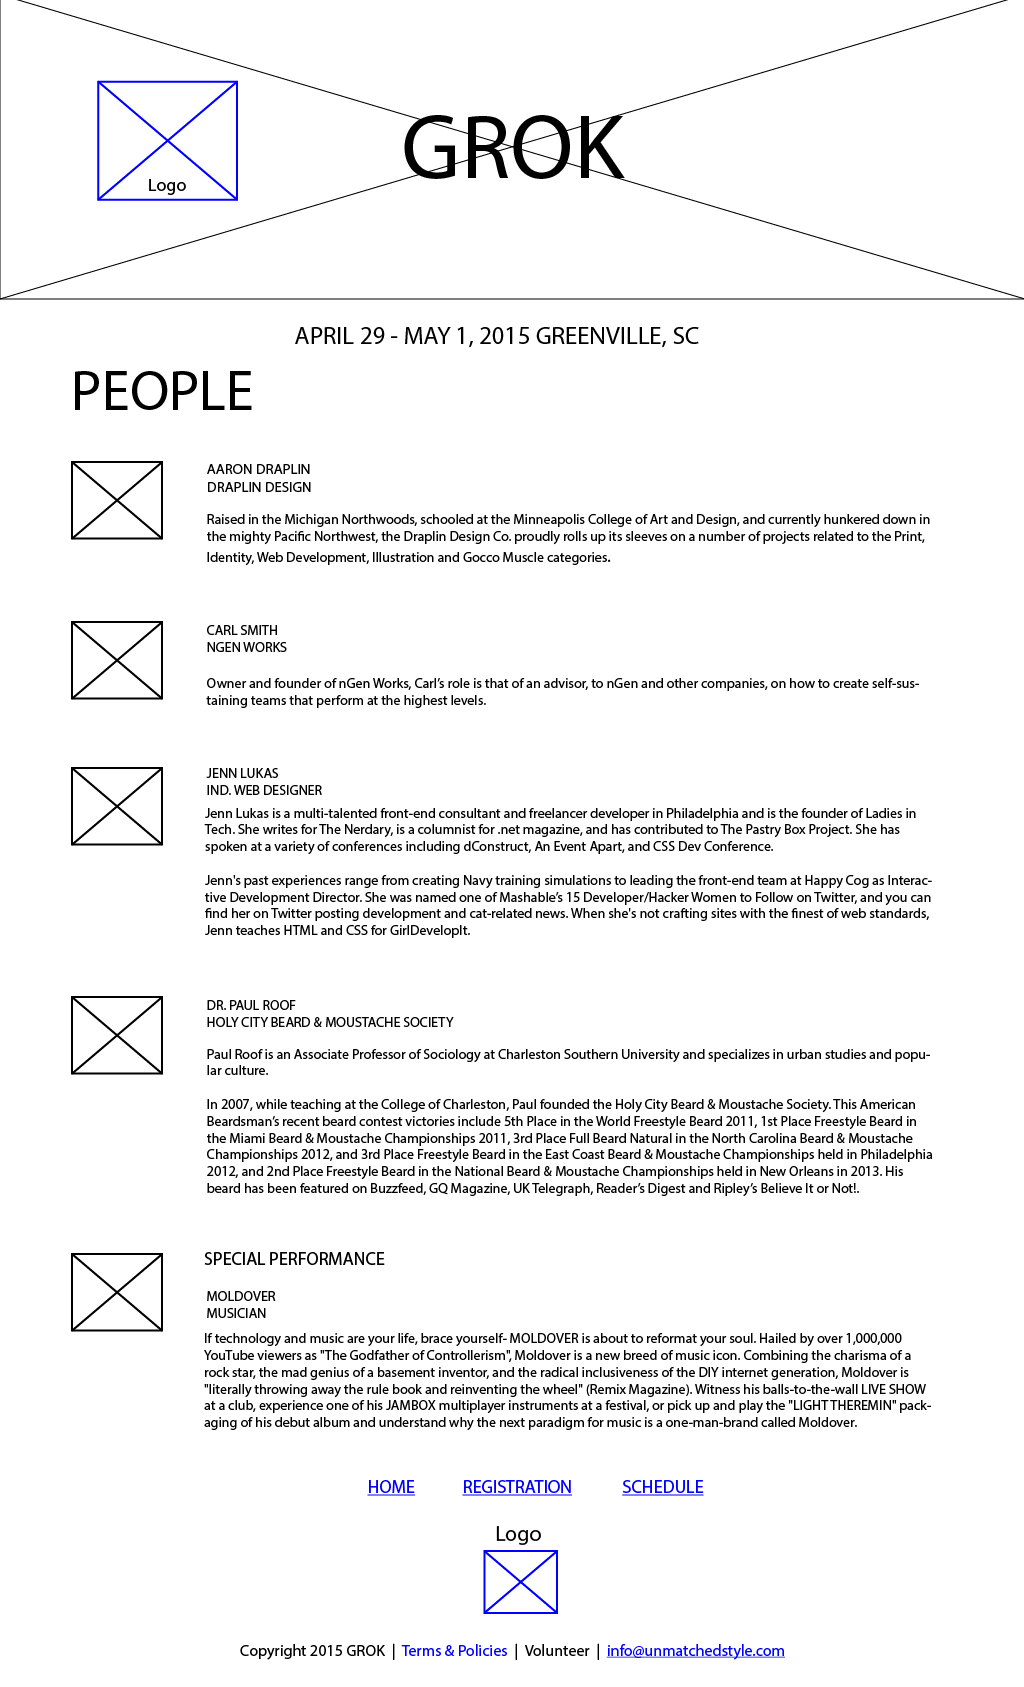 Logo
GROK
APRIL 29 - MAY 1, 2015 GREENVILLE, SC
PEOPLE
AARON DRAPLIN
DRAPLIN DESIGN
Raised in the Michigan Northwoods, schooled at the Minneapolis College of Art and Design, and currently hunkered down in
the mighty Pacific Northwest, the Draplin Design Co. proudly rolls up its sleeves on a number of projects related to the Print,
Identity, Web Development, Illustration and Gocco Muscle categories.
CARL SMITH
NGEN WORKS
Owner and founder of nGen Works, Carl’s role is that of an advisor, to nGen and other companies, on how to create self-sus-
taining teams that perform at the highest levels.
JENN LUKAS
IND. WEB DESIGNER
Jenn Lukas is a multi-talented front-end consultant and freelancer developer in Philadelphia and is the founder of Ladies in
Tech. She writes for The Nerdary, is a columnist for .net magazine, and has contributed to The Pastry Box Project. She has
spoken at a variety of conferences including dConstruct, An Event Apart, and CSS Dev Conference.
Jenn's past experiences range from creating Navy training simulations to leading the front-end team at Happy Cog as Interac-
tive Development Director. She was named one of Mashable’s 15 Developer/Hacker Women to Follow on Twitter, and you can
find her on Twitter posting development and cat-related news. When she's not crafting sites with the finest of web standards,
Jenn teaches HTML and CSS for GirlDevelopIt.
DR. PAUL ROOF
HOLY CITY BEARD & MOUSTACHE SOCIETY
Paul Roof is an Associate Professor of Sociology at Charleston Southern University and specializes in urban studies and popu-
lar culture.
In 2007, while teaching at the College of Charleston, Paul founded the Holy City Beard & Moustache Society. This American
Beardsman’s recent beard contest victories include 5th Place in the World Freestyle Beard 2011, 1st Place Freestyle Beard in
the Miami Beard & Moustache Championships 2011, 3rd Place Full Beard Natural in the North Carolina Beard & Moustache
Championships 2012, and 3rd Place Freestyle Beard in the East Coast Beard & Moustache Championships held in Philadelphia
2012, and 2nd Place Freestyle Beard in the National Beard & Moustache Championships held in New Orleans in 2013. His
beard has been featured on Buzzfeed, GQ Magazine, UK Telegraph, Reader’s Digest and Ripley’s Believe It or Not!.
SPECIAL PERFORMANCE
MOLDOVER
MUSICIAN
If technology and music are your life, brace yourself- MOLDOVER is about to reformat your soul. Hailed by over 1,000,000
YouTube viewers as "The Godfather of Controllerism", Moldover is a new breed of music icon. Combining the charisma of a
rock star, the mad genius of a basement inventor, and the radical inclusiveness of the DIY internet generation, Moldover is
"literally throwing away the rule book and reinventing the wheel" (Remix Magazine). Witness his balls-to-the-wall LIVE SHOW
at a club, experience one of his JAMBOX multiplayer instruments at a festival, or pick up and play the "LIGHT THEREMIN" pack-
aging of his debut album and understand why the next paradigm for music is a one-man-brand called Moldover.
HOME REGISTRATION SCHEDULE
Logo
Copyright 2015 GROK | Terms & Policies | Volunteer | info@unmatchedstyle.com